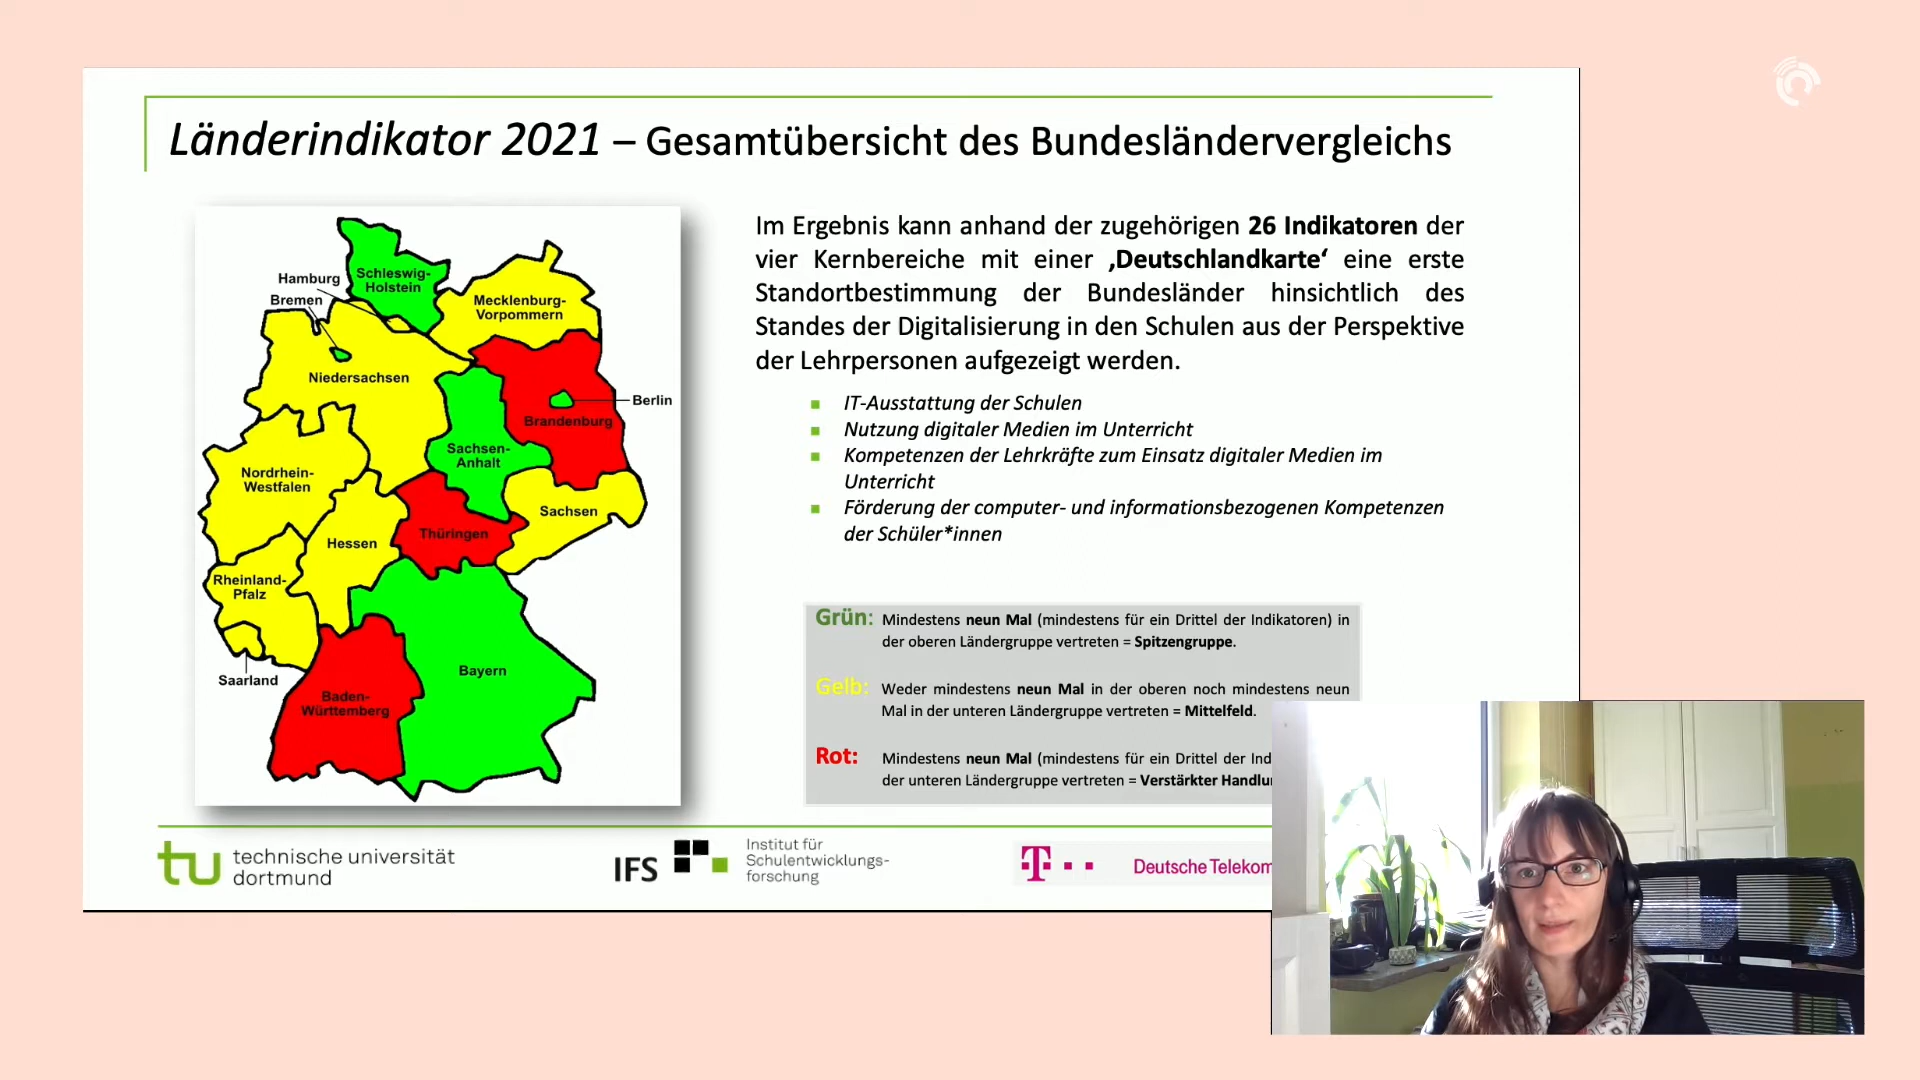 Länderindikator 2021 – Gesamtübersicht des Bundesländervergleichs
Hamburg
Bremen
Schleswig-
Holstein
Mecklenburg-
Vorpommern
Niedersachsen
Berlin
Brandenburg
Sachsen-
Anhalt
Nordrhein-
Westfalen
Sachsen
Thüringen
Hessen
Rheinland-
Pfalz
Saarland
Bayern
Baden-
Württemberg
Im Ergebnis kann anhand der zugehörigen 26 Indikatoren der
vier Kernbereiche mit einer ‚Deutschlandkarte‘ eine erste
Standortbestimmung der Bundesländer hinsichtlich des
Standes der Digitalisierung in den Schulen aus der Perspektive
der Lehrpersonen aufgezeigt werden.
IT-Ausstattung der Schulen
Nutzung digitaler Medien im Unterricht
Kompetenzen der Lehrkräfte zum Einsatz digitaler Medien im
Unterricht
Förderung der computer- und informationsbezogenen Kompetenzen
der Schüler*innen
Grün: Mindestens neun Mal (mindestens für ein Drittel der Indikatoren) in
der oberen Ländergruppe vertreten = Spitzengruppe.
Gelb: Weder mindestens neun Mal in der oberen noch mindestens neun
Mal in der unteren Ländergruppe vertreten = Mittelfeld.
Rot: Mindestens neun Mal (mindestens für ein Drittel der Ind
der unteren Ländergruppe vertreten = Verstärkter Handlu
tu technische universität
dortmund
IFS
Institut für
Schulentwicklungs-
forschung
T
Deutsche Telekom